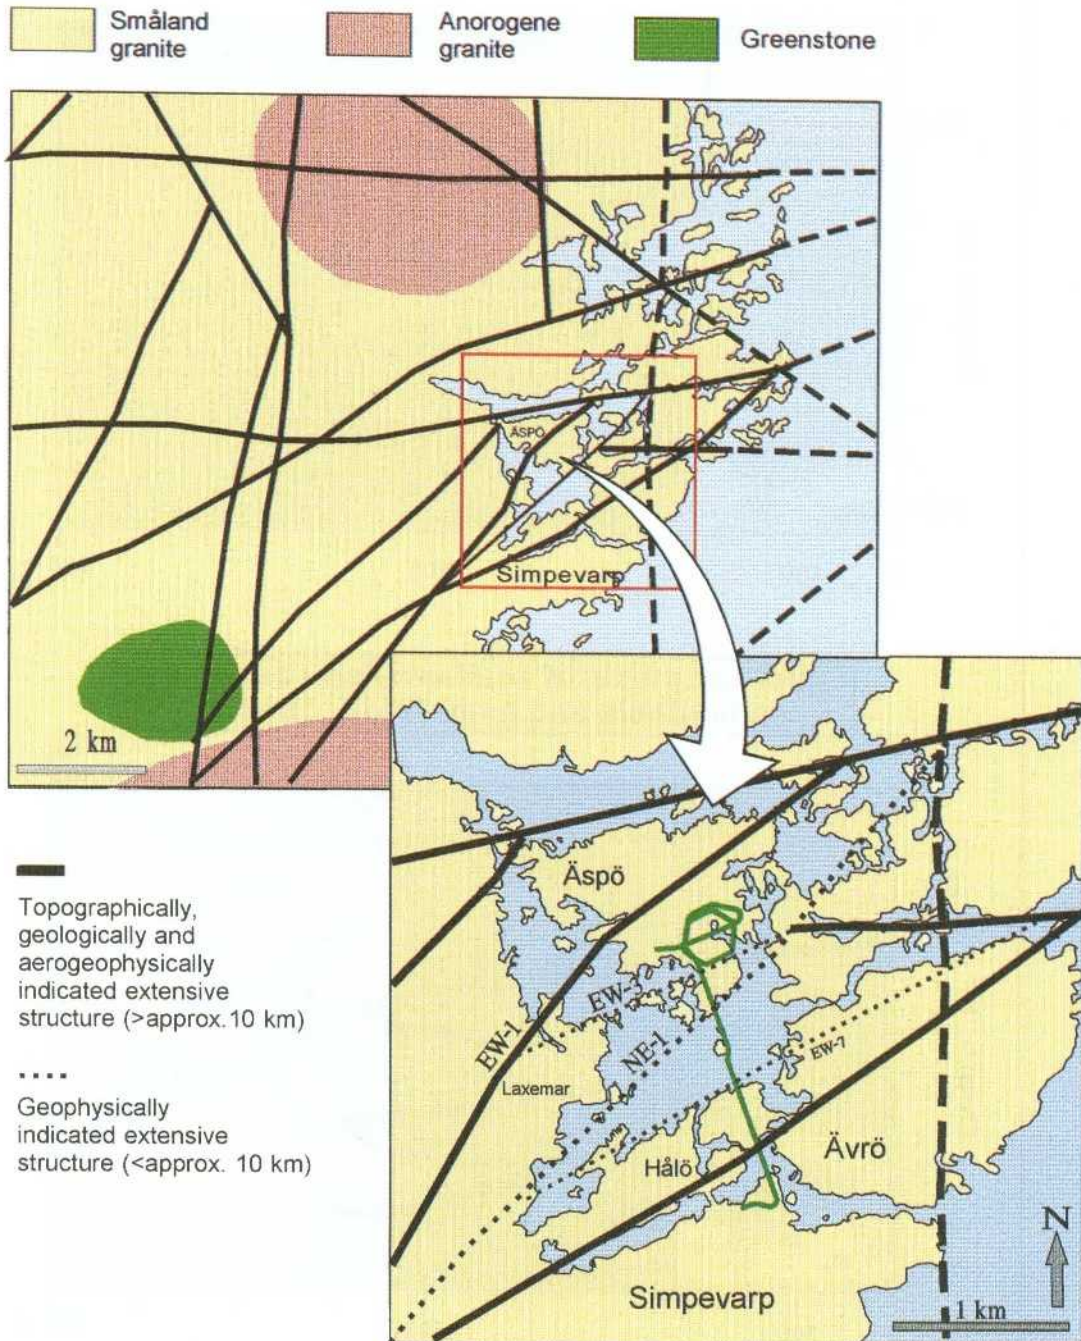 Småland
granite
Anorogene
granite
Greenstone
ÄSPÖ
Simpevarp
2 km
Topographically,
geologically and
aerogeophysically
indicated extensive
structure (>approx.10 km)
Geophysically
indicated extensive
structure (<approx. 10 km)
Äspö
EW-3
EW-1
NE-1
EW-7
Laxemar
Hålö
Ävrö
N
Simpevarp
1 km